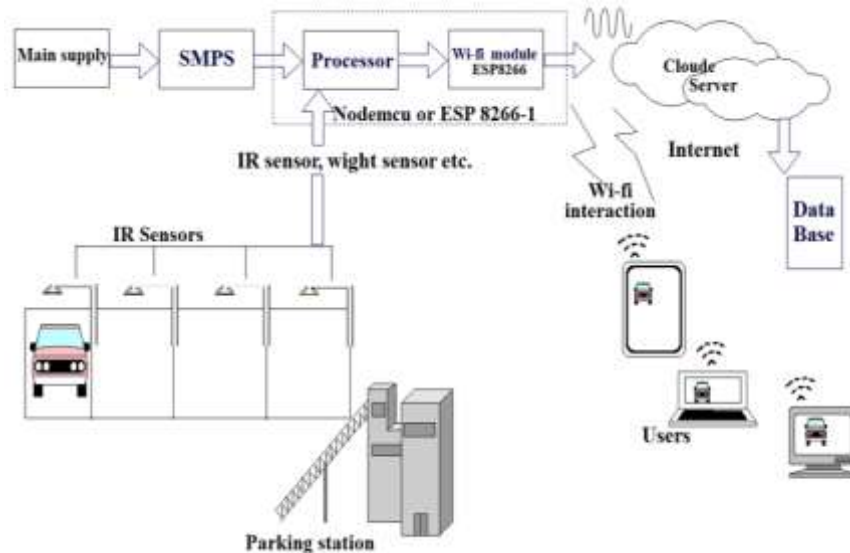 Main supply
SMPS
Processor
Wi-fi module
ESP8266
Cloude
Server
Nodemcu or ESP 8266-1
Internet
IR sensor, wight sensor etc.
Wi-fi
interaction
Data
Base
IR Sensors
Users
Parking station